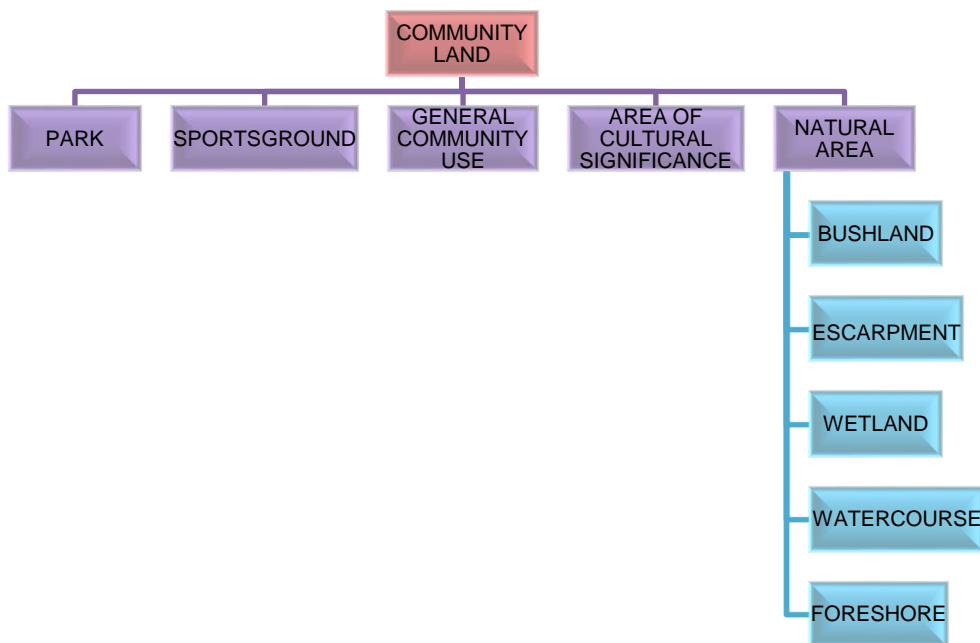 COMMUNITY
LAND
PARK
SPORTSGROUND
GENERAL
COMMUNITY
USE
AREA OF
CULTURAL
SIGNIFICANCE
NATURAL
AREA
BUSHLAND
ESCARPMENT
WETLAND
WATERCOURSE
FORESHORE